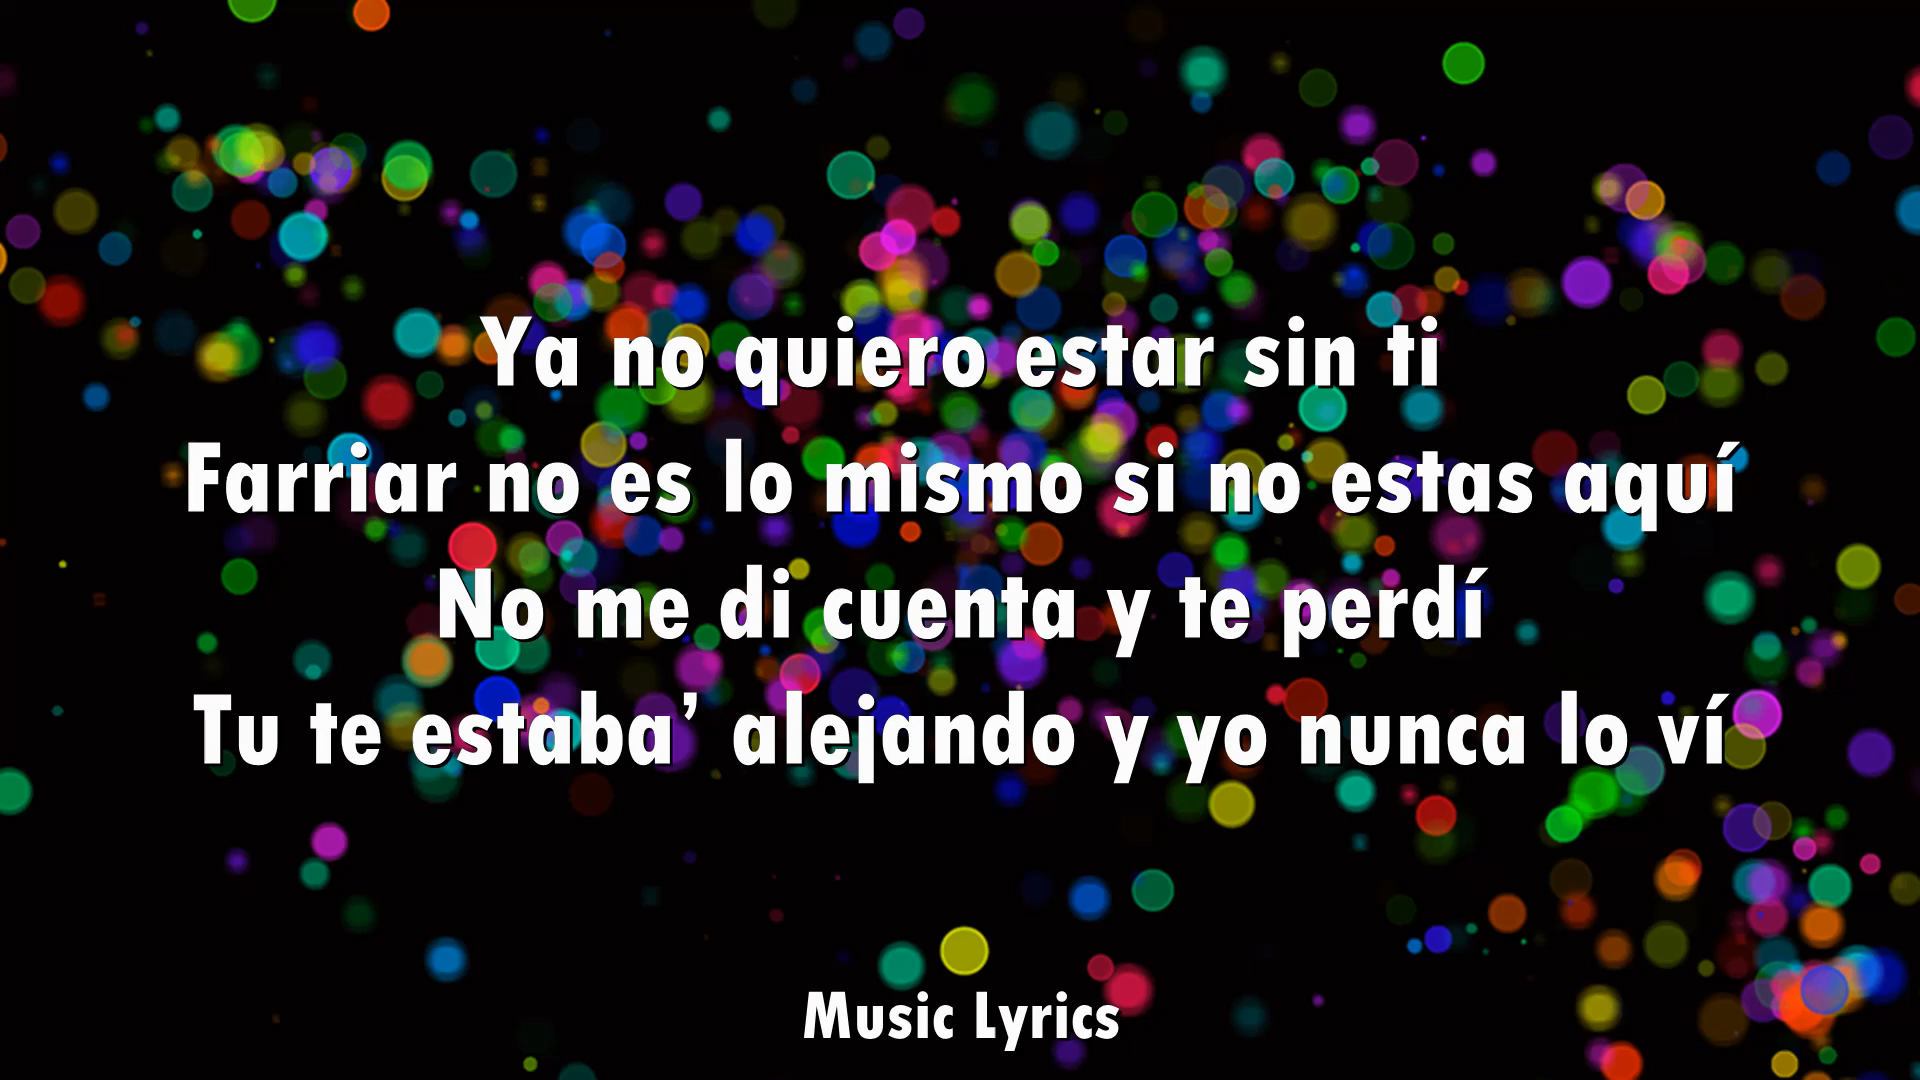 Ya no quiero estar sin ti
Farriar no es lo mismo si no estas aquí
No me di cuenta y te perdí
Tu te estaba’ alejando y yo nunca lo ví
Music Lyrics